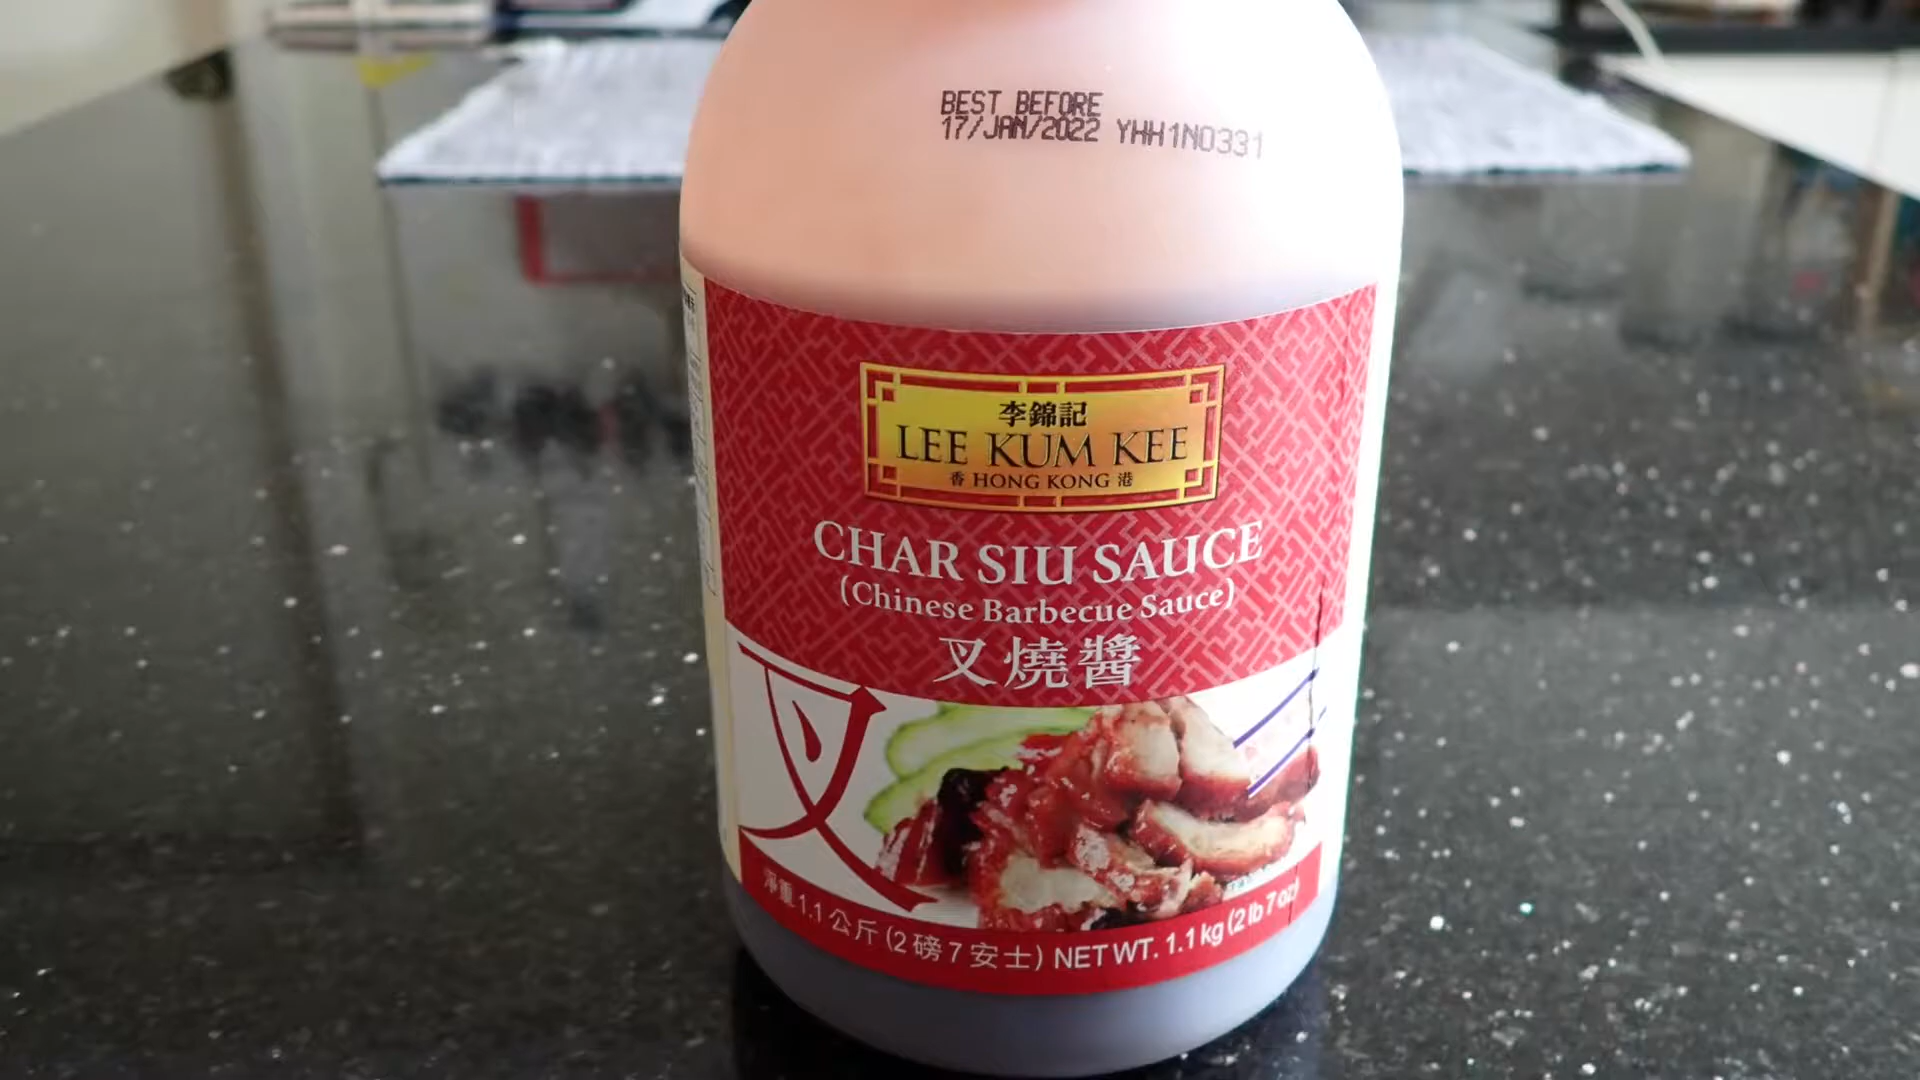 BEST BEFORE
17/JAN/2022 YHH1N0331
李錦記
LEE KUM KEE
香 HONG KONG 港
CHAR SIU SAUCE
(Chinese Barbecue Sauce)
叉燒醬
叉
淨重1.1公斤(2磅7安士) NET WT. 1.1 kg (2 lb 7 oz)